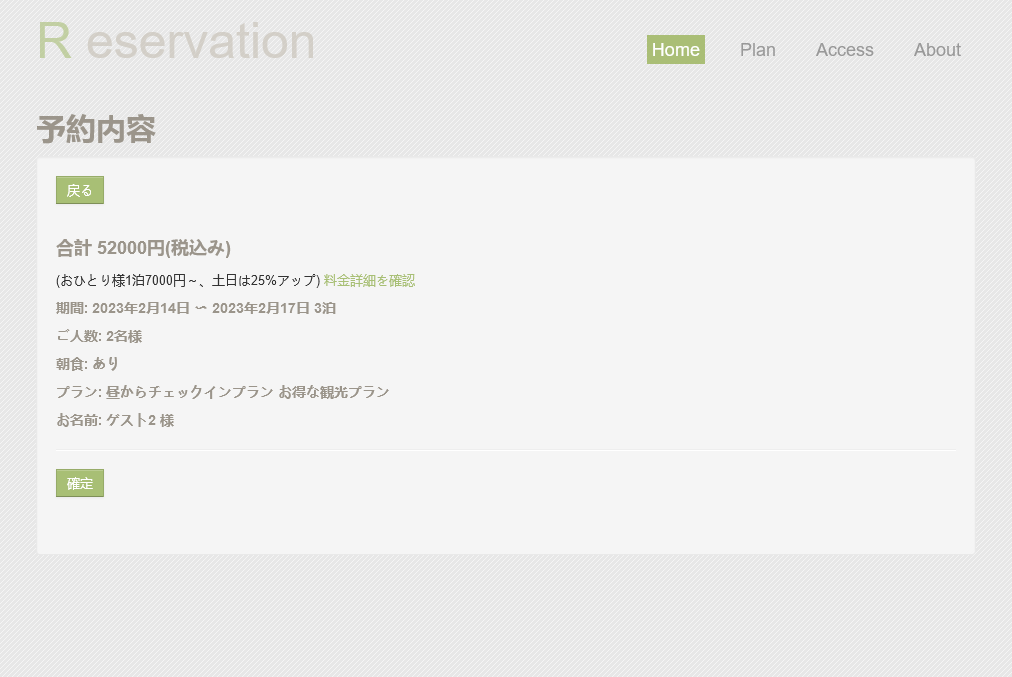 R eservation
Home Plan Access About
予約内容
戻る
合計 52000円(税込み)
(おひとり様1泊7000円～、土日は25%アップ) 料金詳細を確認
期間: 2023年2月14日 〜 2023年2月17日 3泊
ご人数: 2名様
朝食: あり
プラン: 昼からチェックインプラン お得な観光プラン
お名前: ゲスト2 様
確定